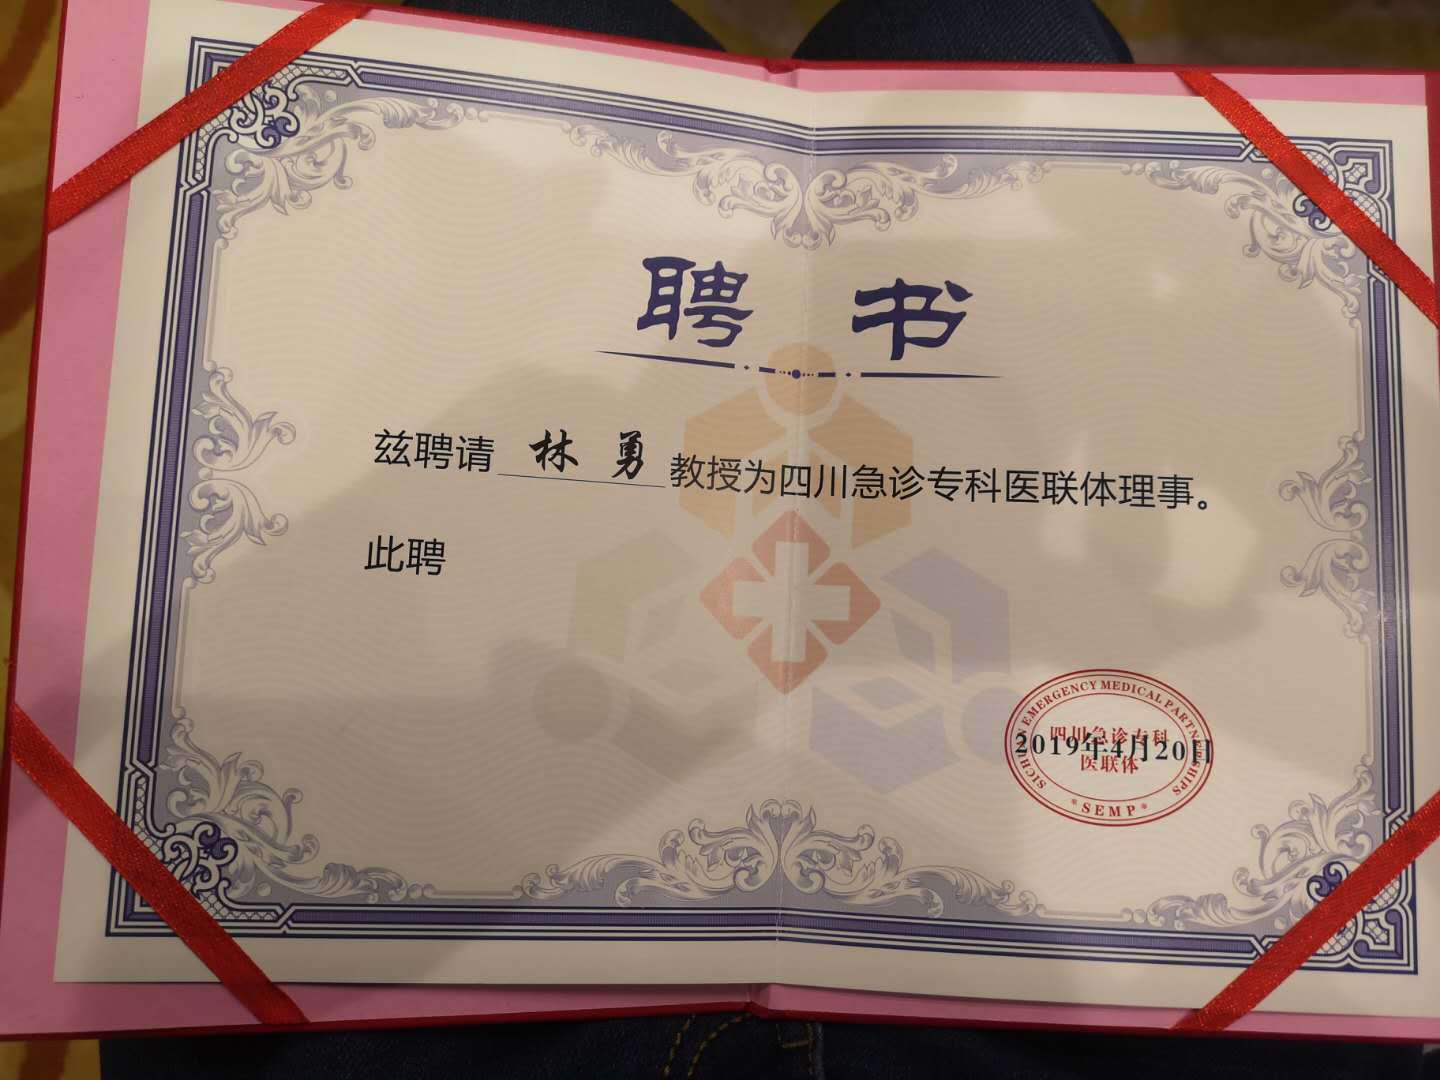 聘书
兹聘请 林勇 教授为四川急诊专科医联体理事。
此聘
SICHUAN EMERGENCY MEDICAL PARTNERSHIPS
四川急诊专科
2019年4月20日
医联体
*SEMP*